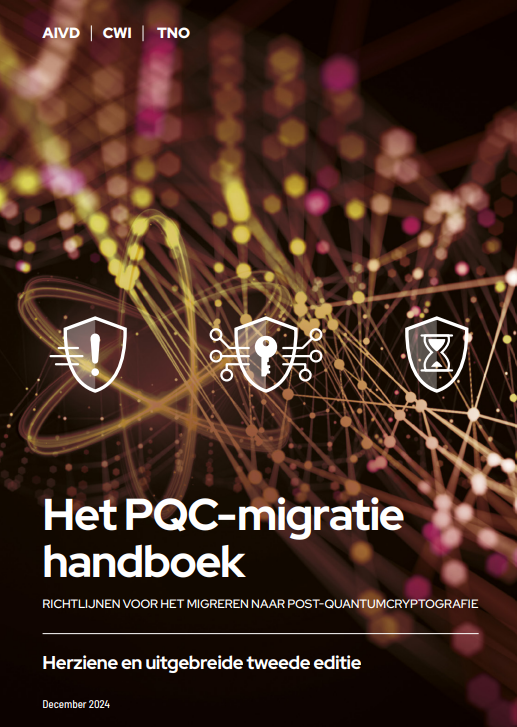 AIVD | CWI | TNO
Het PQC-migratie
handboek
RICHTLIJNEN VOOR HET MIGREREN NAAR POST-QUANTUMCRYPTOGRAFIE
Herziene en uitgebreide tweede editie
December 2024